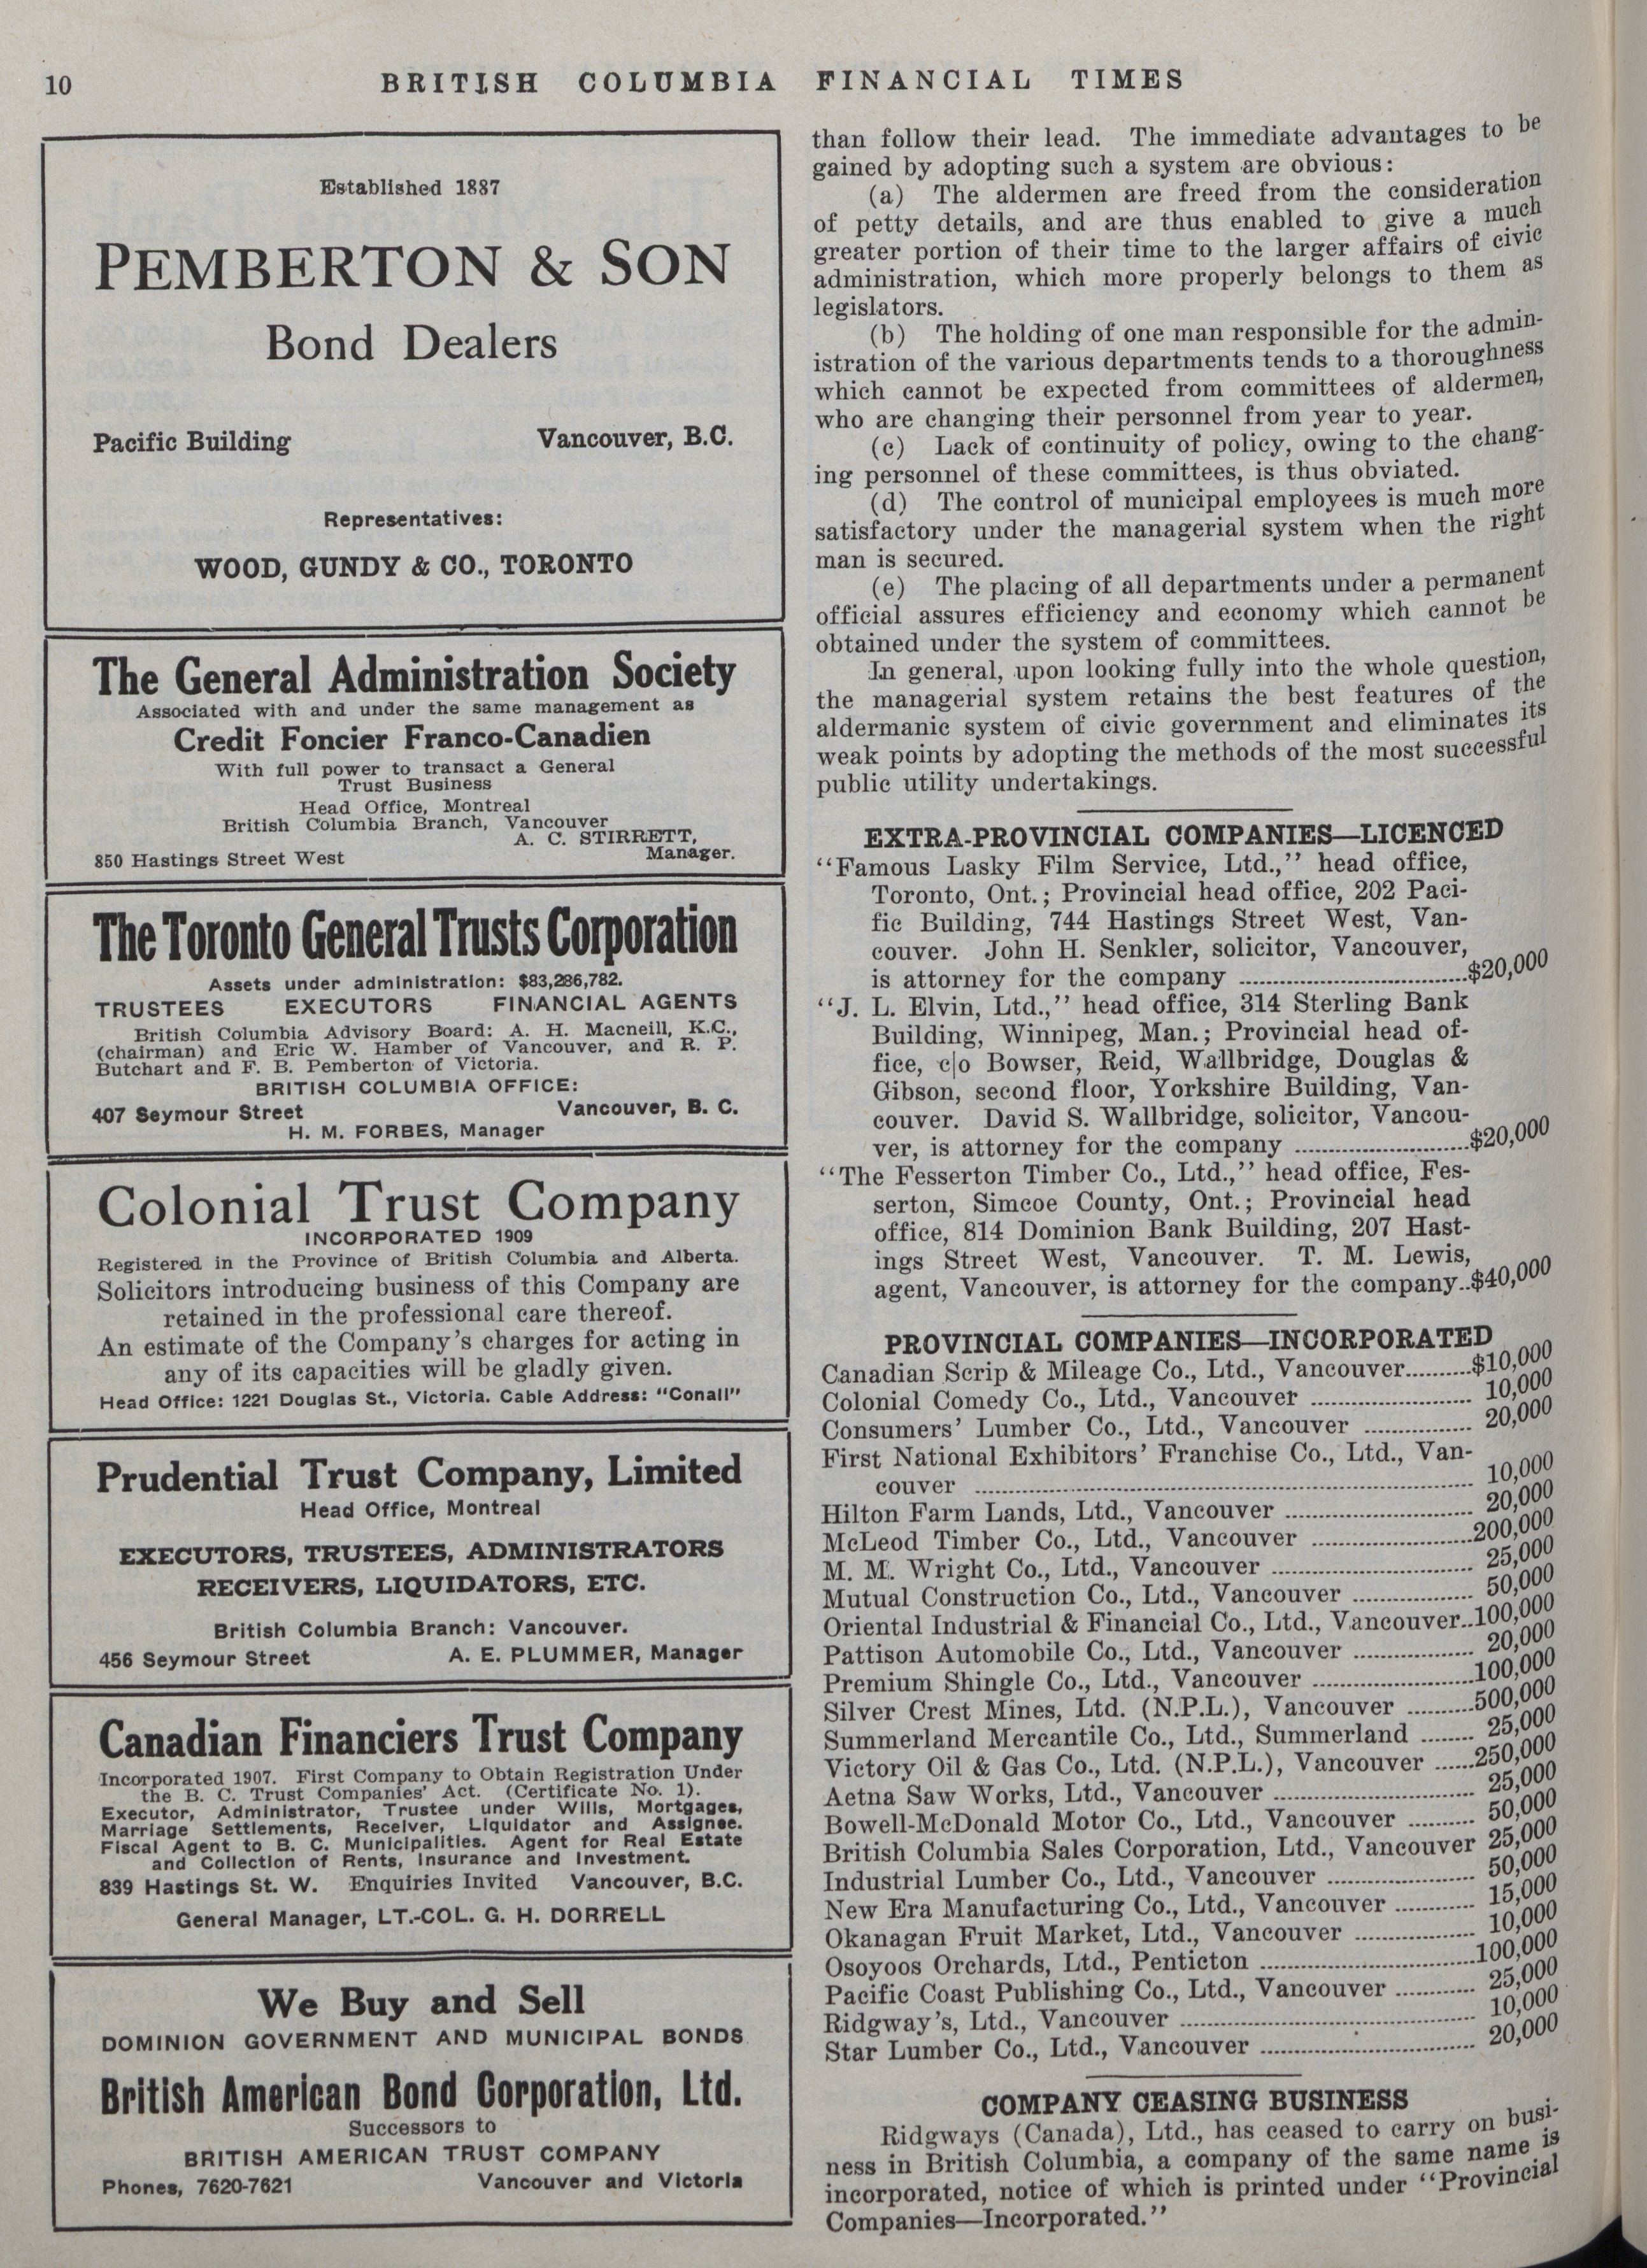 10
BRITISH COLUMBIA FINANCIAL TIMES
Established 1887
PEMBERTON & SON
Bond Dealers
Pacific Building Vancouver, B.C.
Representatives:
WOOD, GUNDY & CO., TORONTO
The General Administration Society
Associated with and under the same management as
Credit Foncier Franco-Canadien
With full power to transact a General
Trust Business
Head Office, Montreal
British Columbia Branch, Vancouver
A. C. STIRRETT,
850 Hastings Street West Manager.
The Toronto General Trusts Corporation
Assets under administration: $83,286,782.
TRUSTEES EXECUTORS FINANCIAL AGENTS
British Columbia Advisory Board: A. H. Macneill, K.C.,
(chairman) and Eric W. Hamber of Vancouver, and R. P.
Butchart and F. B. Pemberton of Victoria.
BRITISH COLUMBIA OFFICE:
407 Seymour Street Vancouver, B. C.
H. M. FORBES, Manager
Colonial Trust Company
INCORPORATED 1909
Registered in the Province of British Columbia and Alberta.
Solicitors introducing business of this Company are
retained in the professional care thereof.
An estimate of the Company's charges for acting in
any of its capacities will be gladly given.
Head Office: 1221 Douglas St., Victoria. Cable Address: "Conall"
Prudential Trust Company, Limited
Head Office, Montreal
EXECUTORS, TRUSTEES, ADMINISTRATORS
RECEIVERS, LIQUIDATORS, ETC.
British Columbia Branch: Vancouver.
456 Seymour Street A. E. PLUMMER, Manager
Canadian Financiers Trust Company
Incorporated 1907. First Company to Obtain Registration Under
the B. C. Trust Companies' Act. (Certificate No. 1).
Executor, Administrator, Trustee under Wills, Mortgages,
Marriage Settlements, Receiver, Liquidator and Assignee.
Fiscal Agent to B. C. Municipalities. Agent for Real Estate
and Collection of Rents, Insurance and Investment.
839 Hastings St. W. Enquiries Invited Vancouver, B.C.
General Manager, LT.-COL. G. H. DORRELL
We Buy and Sell
DOMINION GOVERNMENT AND MUNICIPAL BONDS
British American Bond Corporation, Ltd.
Successors to
BRITISH AMERICAN TRUST COMPANY
Phones, 7620-7621 Vancouver and Victoria
than follow their lead. The immediate advantages to be
gained by adopting such a system are obvious:
(a) The aldermen are freed from the consideration
of petty details, and are thus enabled to give a much
greater portion of their time to the larger affairs of civic
administration, which more properly belongs to them as
legislators.
(b) The holding of one man responsible for the admin-
istration of the various departments tends to a thoroughness
which cannot be expected from committees of aldermen,
who are changing their personnel from year to year.
(c) Lack of continuity of policy, owing to the chang-
ing personnel of these committees, is thus obviated.
(d) The control of municipal employees is much more
satisfactory under the managerial system when the right
man is secured.
(e) The placing of all departments under a permanent
official assures efficiency and economy which cannot be
obtained under the system of committees.
In general, upon looking fully into the whole question,
the managerial system retains the best features of the
aldermanic system of civic government and eliminates its
weak points by adopting the methods of the most successful
public utility undertakings.
EXTRA-PROVINCIAL COMPANIES—LICENCED
"Famous Lasky Film Service, Ltd.," head office,
Toronto, Ont.; Provincial head office, 202 Paci-
fic Building, 744 Hastings Street West, Van-
couver. John H. Senkler, solicitor, Vancouver,
is attorney for the company ..........$20,000
"J. L. Elvin, Ltd.," head office, 314 Sterling Bank
Building, Winnipeg, Man.; Provincial head of-
fice, c|o Bowser, Reid, Wallbridge, Douglas &
Gibson, second floor, Yorkshire Building, Van-
couver. David S. Wallbridge, solicitor, Vancou-
ver, is attorney for the company ..........$20,000
"The Fesserton Timber Co., Ltd.," head office, Fes-
serton, Simcoe County, Ont.; Provincial head
office, 814 Dominion Bank Building, 207 Hast-
ings Street West, Vancouver. T. M. Lewis,
agent, Vancouver, is attorney for the company..$40,000
PROVINCIAL COMPANIES—INCORPORATED
Canadian Scrip & Mileage Co., Ltd., Vancouver..........$10,000
Colonial Comedy Co., Ltd., Vancouver .......... 10,000
Consumers' Lumber Co., Ltd., Vancouver .......... 20,000
First National Exhibitors' Franchise Co., Ltd., Van-
couver .......... 10,000
Hilton Farm Lands, Ltd., Vancouver .......... 20,000
McLeod Timber Co., Ltd., Vancouver ..........200,000
M. M. Wright Co., Ltd., Vancouver .......... 25,000
Mutual Construction Co., Ltd., Vancouver .......... 50,000
Oriental Industrial & Financial Co., Ltd., Vancouver..100,000
Pattison Automobile Co., Ltd., Vancouver .......... 20,000
Premium Shingle Co., Ltd., Vancouver ..........100,000
Silver Crest Mines, Ltd. (N.P.L.), Vancouver ..........500,000
Summerland Mercantile Co., Ltd., Summerland ........ 25,000
Victory Oil & Gas Co., Ltd. (N.P.L.), Vancouver ......250,000
Aetna Saw Works, Ltd., Vancouver .......... 25,000
Bowell-McDonald Motor Co., Ltd., Vancouver .......... 50,000
British Columbia Sales Corporation, Ltd., Vancouver 25,000
Industrial Lumber Co., Ltd., Vancouver .......... 50,000
New Era Manufacturing Co., Ltd., Vancouver .......... 15,000
Okanagan Fruit Market, Ltd., Vancouver .......... 10,000
Osoyoos Orchards, Ltd., Penticton ..........100,000
Pacific Coast Publishing Co., Ltd., Vancouver .......... 25,000
Ridgway's, Ltd., Vancouver .......... 10,000
Star Lumber Co., Ltd., Vancouver .......... 20,000
COMPANY CEASING BUSINESS
Ridgways (Canada), Ltd., has ceased to carry on busi-
ness in British Columbia, a company of the same name is
incorporated, notice of which is printed under "Provincial
Companies—Incorporated."